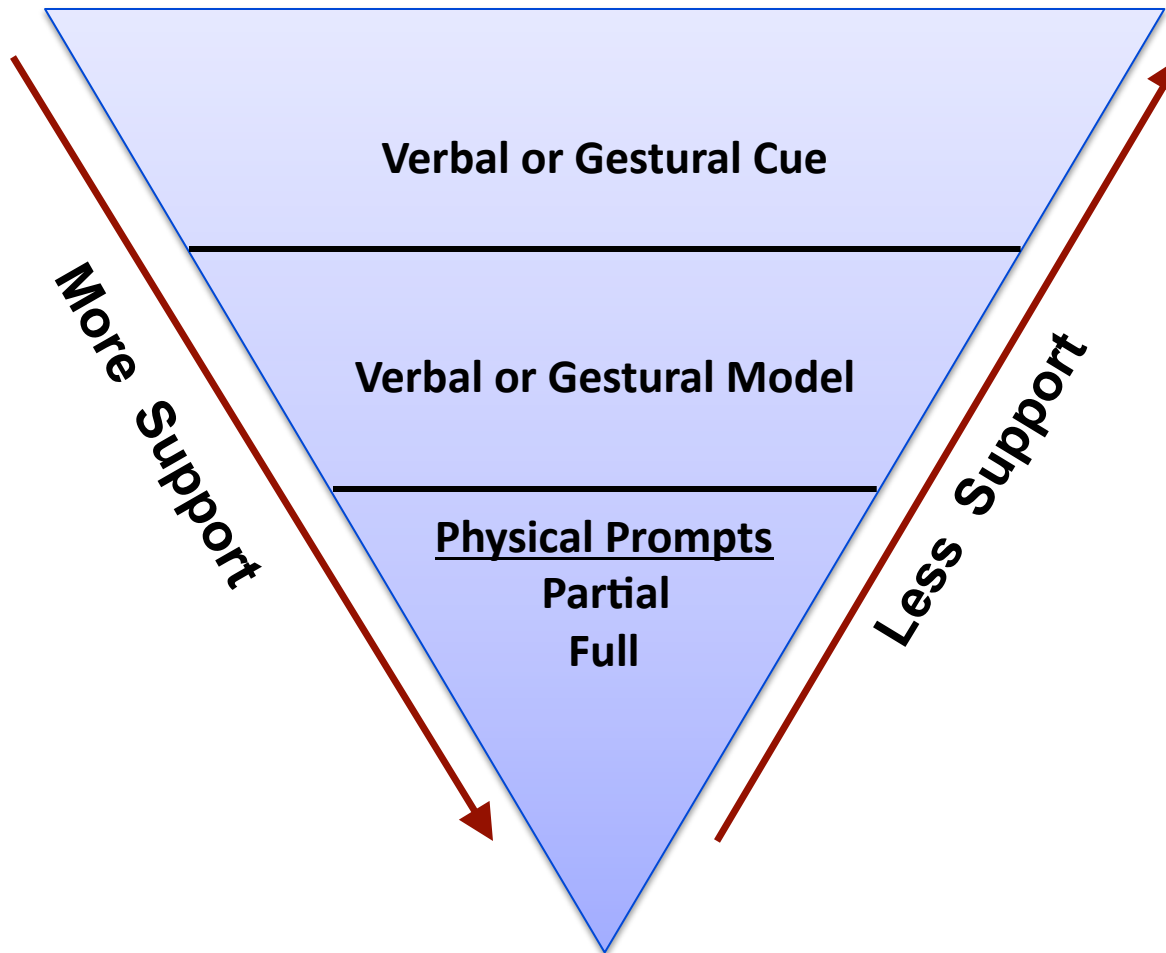 Verbal or Gestural Cue
More Support
Verbal or Gestural Model
Less Support
Physical Prompts
Partial
Full